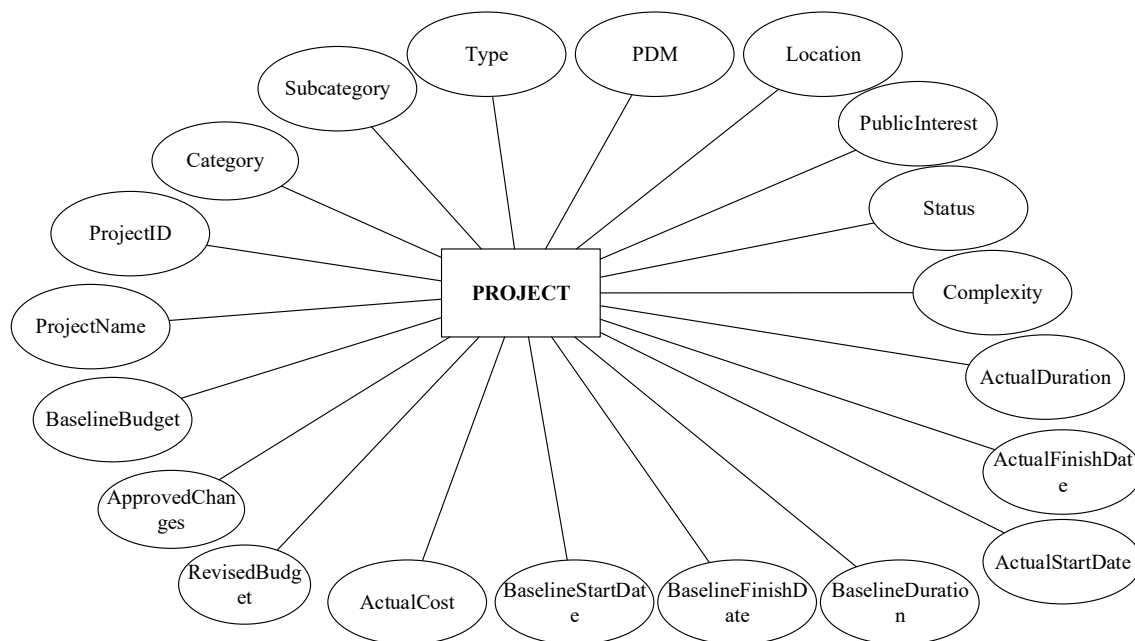 Type
PDM
Location
Subcategory
PublicInterest
Category
Status
ProjectID
PROJECT
Complexity
ProjectName
ActualDuration
BaselineBudget
ActualFinishDat
e
ApprovedChan
ges
ActualStartDate
RevisedBudg
et
ActualCost
BaselineStartDat
e
BaselineFinishD
ate
BaselineDuratio
n